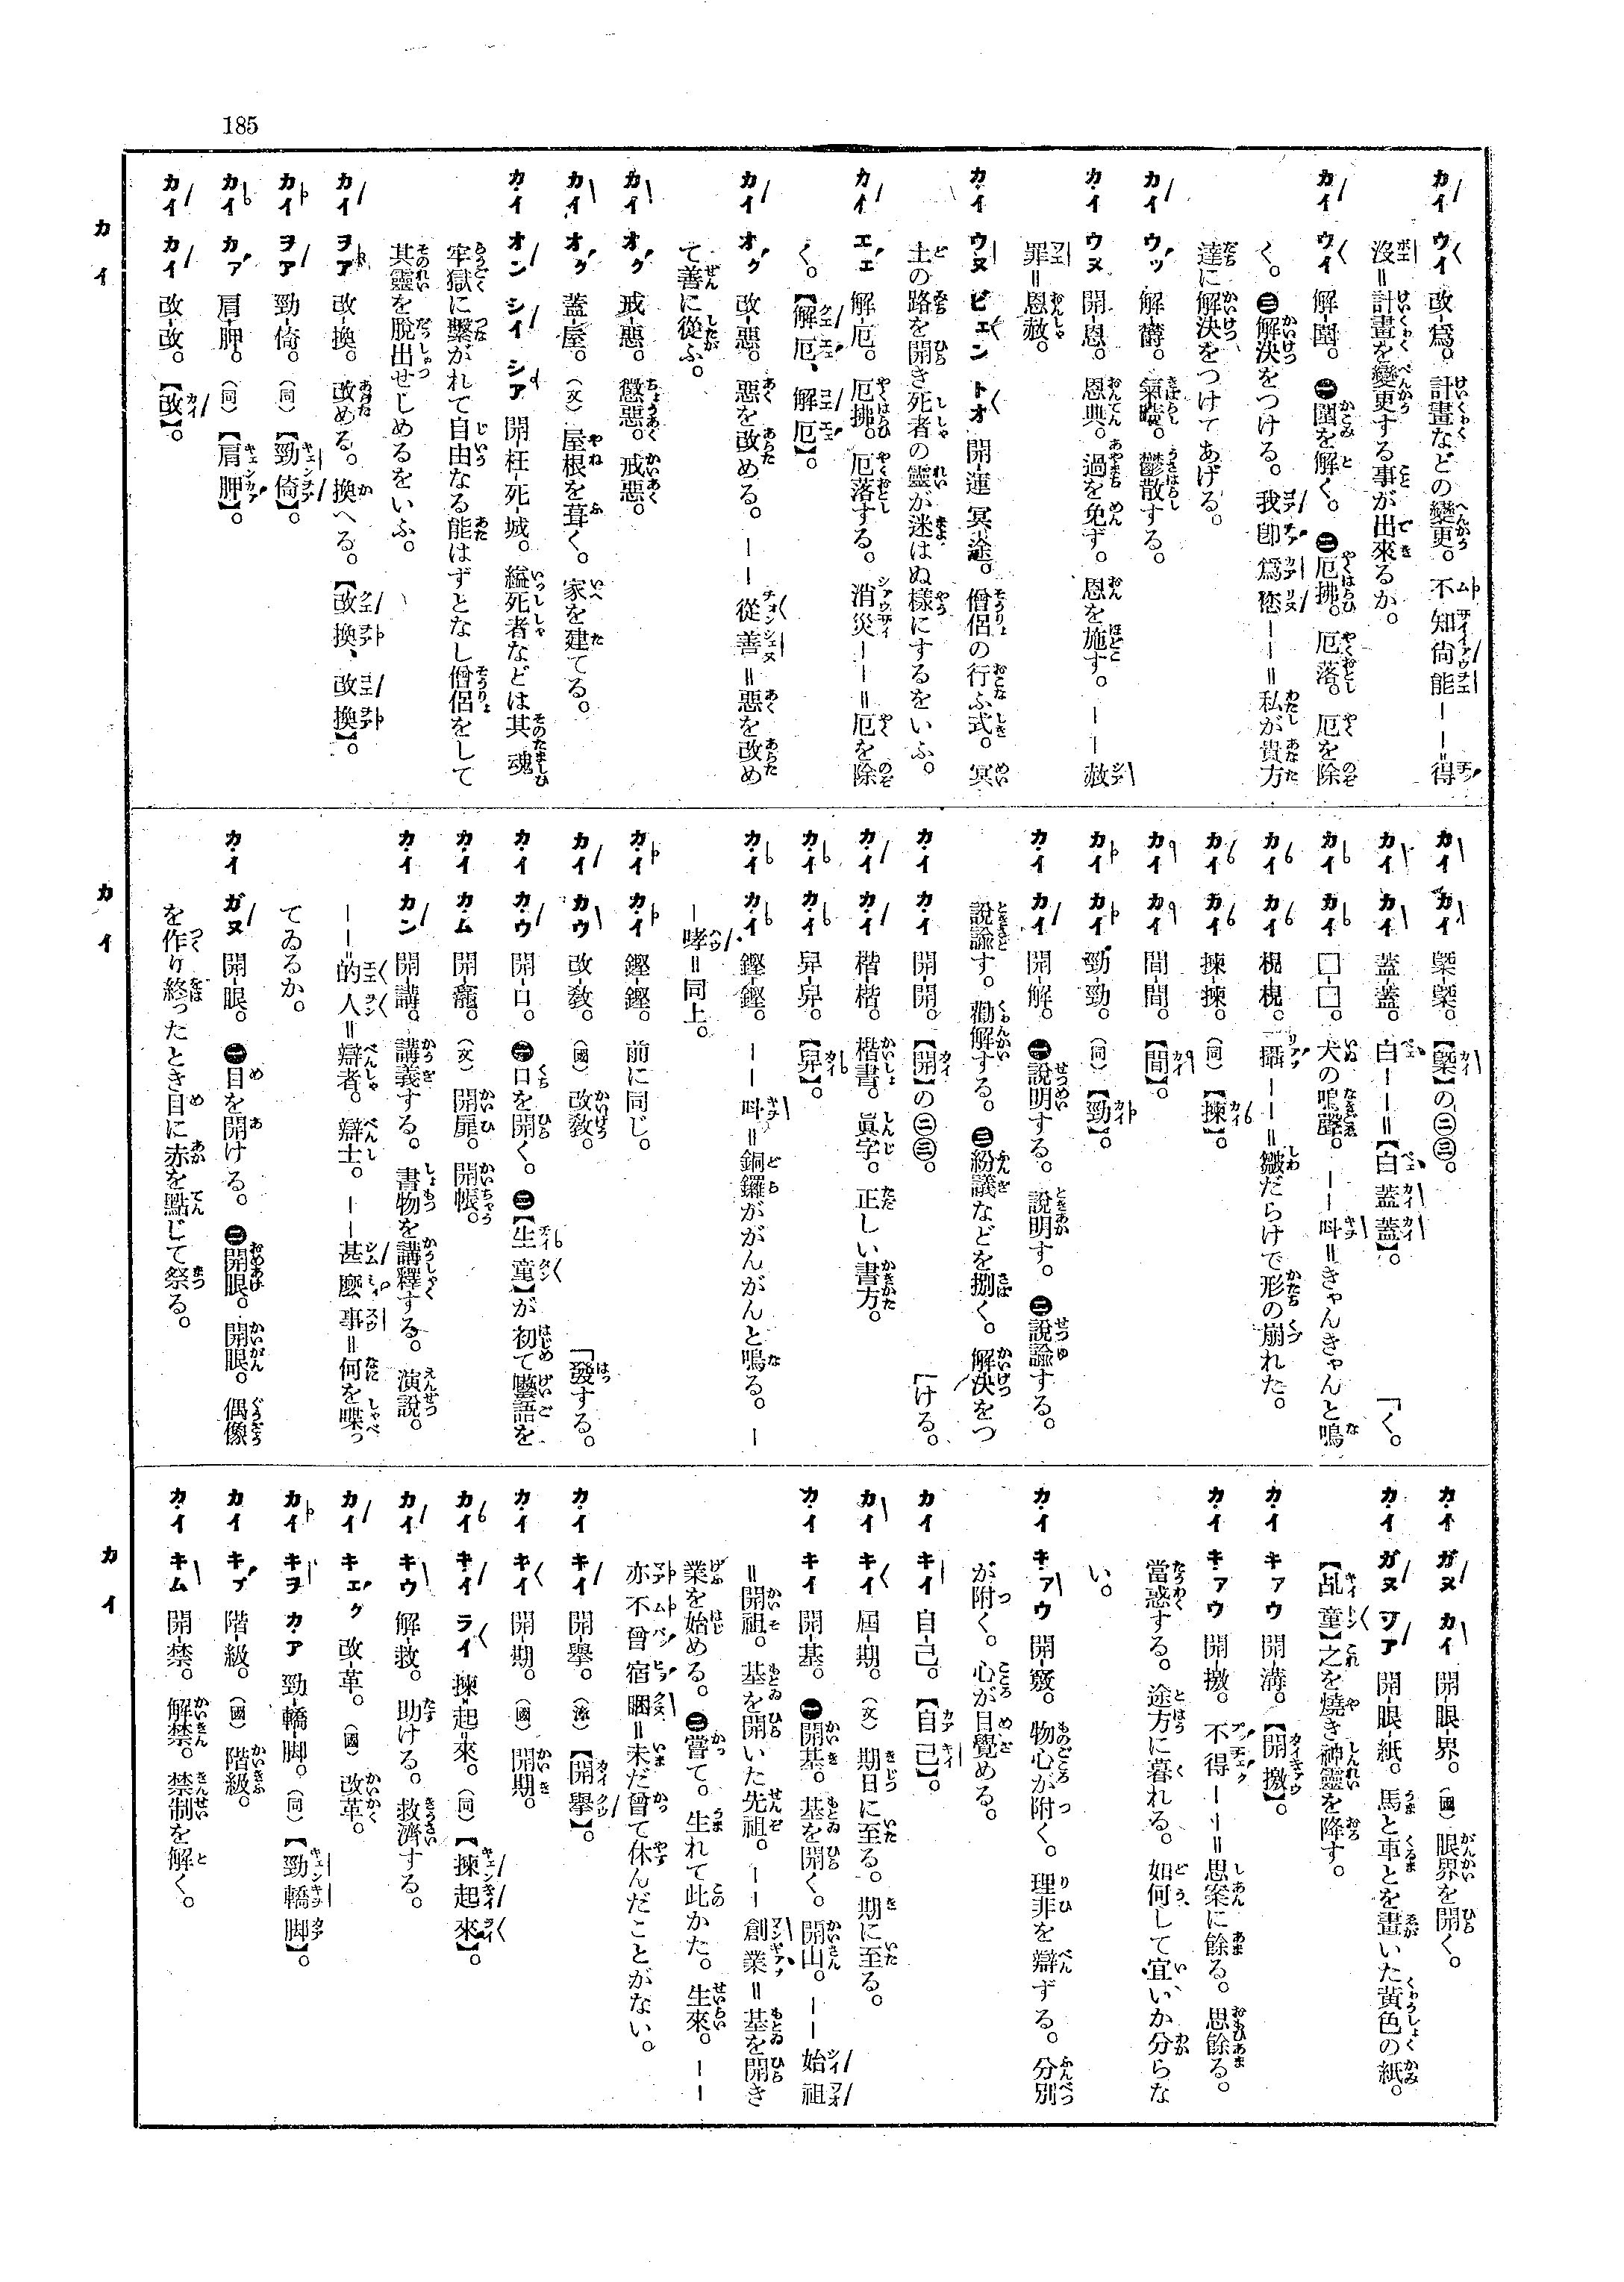 185
カイ ウイ 改-爲。計畫などの變更。不知尙能－－得
沒＝計畫を變更する事が出來るか。
カイ ウイ 解-圍。㊀圍を解く。㊁厄拂。厄落。厄を除
く。㊂解決をつける。我卽爲恁－－＝私が貴方
達に解決をつけてあげる。
カイ ウッ 解-欝。氣晴。鬱散する。
カイ ウヌ 開-恩。恩典。過を免ず。恩を施す。－－赦
罪＝恩赦。
カイ ウヌ ビェン トオ 開-運 冥-途。僧侶の行ふ式。冥
土の路を開き死者の靈が迷はぬ樣にするをいふ。
カイ エェ 解-厄。厄拂。厄落する。消災－－＝厄を除
く。【解厄、解厄】。
カイ オㇰ 改-惡。惡を改める。－－從善＝惡を改め
て善に從ふ。
カイ オㇰ 戒-惡。懲惡。戒惡。
カイ オㇰ 蓋-屋。（文）屋根を葺く。家を建てる。
カイ オン シイ シア 開-枉-死-城。縊死者などは其魂
牢獄に繫がれて自由なる能はずとなし僧侶をして
其靈を脫出せじめるをいふ。
カイ ヲア 改-換。改める。換へる。【改換、改換】。
カイ ヲア 勁-倚。（同）【勁倚】。
カイ カァ 肩-胛。（同）【肩胛】。
カイ カイ 改-改。【改】。
カイ
カイ カイ 槩-槩。【槩】の㊁㊂。
カイ カイ 蓋-蓋。白－－＝【白蓋蓋】。 「く。
カイ カイ □-□。犬の鳴聲。－－呌＝きゃんきゃんと鳴
カイ カイ 梘-梘。－－＝皺だらけで形の崩れた。
カイ カイ 揀-揀。（同）【揀】。
カイ カイ 間-間。【間】。
カイ カイ 勁-勁。（同）【勁】。
カイ カイ 開-解。㊀說明する。說明す。㊁說諭する。
說諭す。勸解する。㊂紛議などを捌く。解決をつ
カイ カイ 開-開。【開】の㊁㊂。 「ける。
カイ カイ 楷-楷。楷書。眞字。正しい書方。
カイ カイ
カイ カイ 鏗-鏗。－－呌＝銅鑼ががんがんと鳴る。－
－哮＝同上。
カイ カイ 鏗-鏗。前に同じ。
カイ カウ 改-敎。（國）改敎。 「發する。
カイ カウ 開-口。㊀口を開く。㊁【生童】が初て囈語を
カイ カム 開-龕。（文）開扉。開帳。
カイ カン 開-講。講義する。書物を講釋する。演說。
－－＝的人＝辯者。辯士。－－甚麼事＝何を喋っ
てゐるか。
カイ ガヌ 開-眼。㊀目を開ける。㊁開眼。開眼。偶像
を作り終ったとき目に赤を點じて祭る。
カイ
カイ ガヌ カイ 開-眼-界。（國）眼界を開く。
カイ ガヌ ヅア 開-眼-紙。馬と車とを畫いた黃色の紙。
【乩童】之を燒き神靈を降す。
カイ キァウ 開-溝。【開撽】。
カイ キァウ 開-撽。不得－－＝思案に餘る。思餘る。
當惑する。途方に暮れる。如何して宜いか分らな
い。
カイ キァウ 開-竅。物心が附く。理非を辯ずる。分別
が附く。心が目覺める。
カイ キイ 自-己。【自己】。
カイ キイ 屆-期。（文）期日に至る。期に至る。
カイ キイ 開-基。㊀開基。基を開く。開山。－－始祖
＝開祖。基を開いた先祖。－－創業＝基を開き
業を始める。㊁嘗て。生れて此かた。生來。－－
亦不曾宿睏＝未だ曾て休んだことがない。
カイ キイ 開-擧。（漳）【開擧】。
カイ キイ 開-期。（國）開期。
カイ キイ ライ 揀-起-來。（同）【揀起來】。
カイ キウ 解-救。助ける。救濟する。
カイ キェㇰ 改-革。（國）改革。
カイ キヲ カア 勁-轎-脚。（同）【勁轎脚】。
カイ キㇷ゚ 階-級。（國）階級。
カイ キム 開-禁。解禁。禁制を解く。
カイ